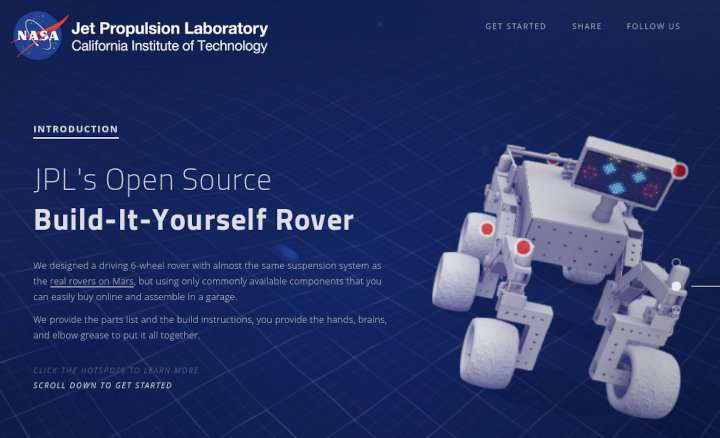 NASA
Jet Propulsion Laboratory
California Institute of Technology
GET STARTED SHARE FOLLOW US
INTRODUCTION
JPL's Open Source
Build-It-Yourself Rover
We designed a driving 6-wheel rover with almost the same suspension system as
the real rovers on Mars, but using only commonly available components that you
can easily buy online and assemble in a garage.
We provide the parts list and the build instructions, you provide the hands, brains,
and elbow grease to put it all together.
CLICK THE HOTSPOTS TO LEARN MORE
SCROLL DOWN TO GET STARTED